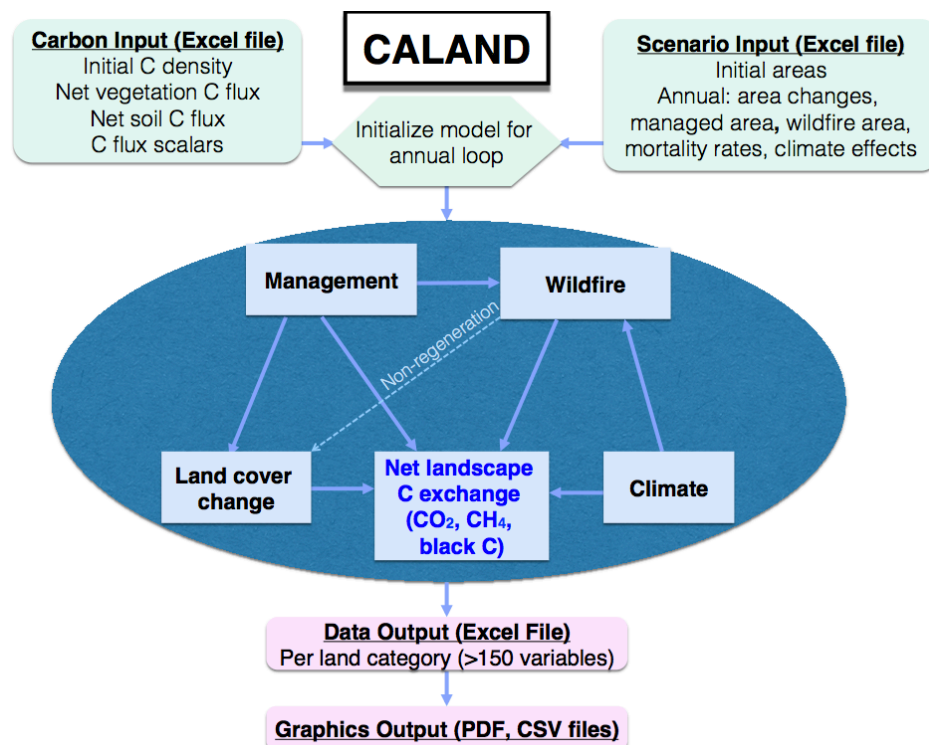 Carbon Input (Excel file)
Initial C density
Net vegetation C flux
Net soil C flux
C flux scalars
CALAND
Scenario Input (Excel file)
Initial areas
Annual: area changes,
managed area, wildfire area,
mortality rates, climate effects
Initialize model for
annual loop
Management
Wildfire
Non-regeneration
Land cover
change
Net landscape
C exchange
(CO₂, CH₄,
black C)
Climate
Data Output (Excel File)
Per land category (>150 variables)
Graphics Output (PDF, CSV files)